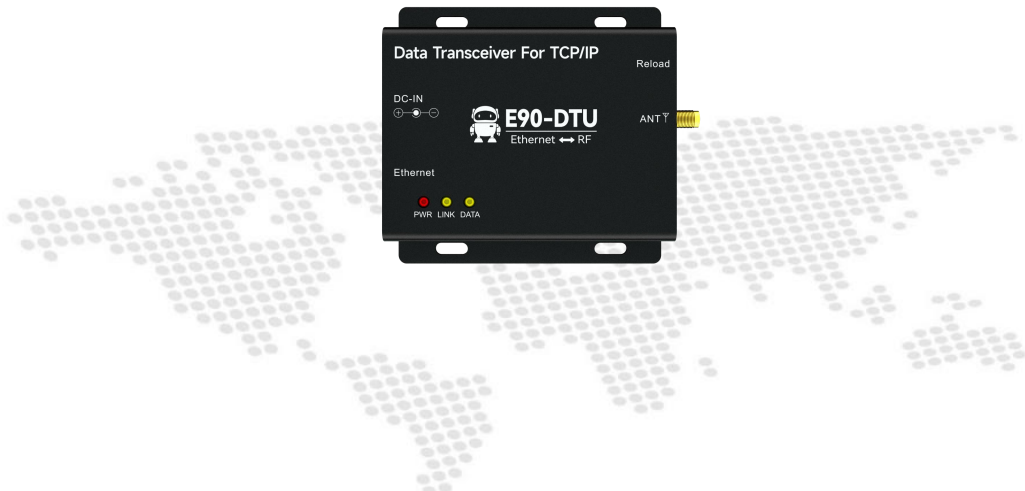 Data Transceiver For TCP/IP
Reload
DC-IN
E90-DTU
ANT
Ethernet ↔ RF
Ethernet
PWR LINK DATA